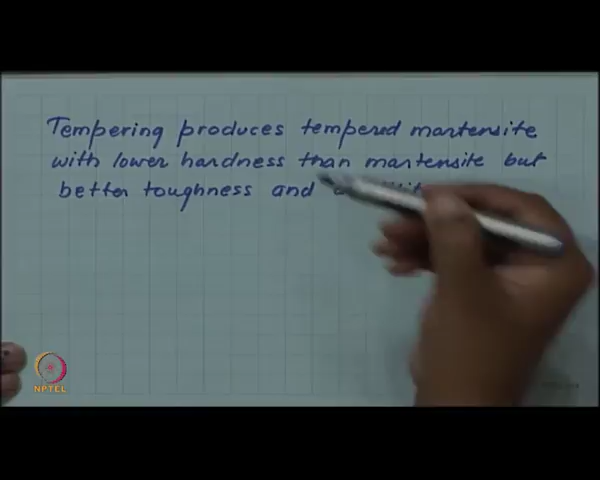 Tempering produces tempered martensite
with lower hardness than martensite but
better toughness and
NPTEL